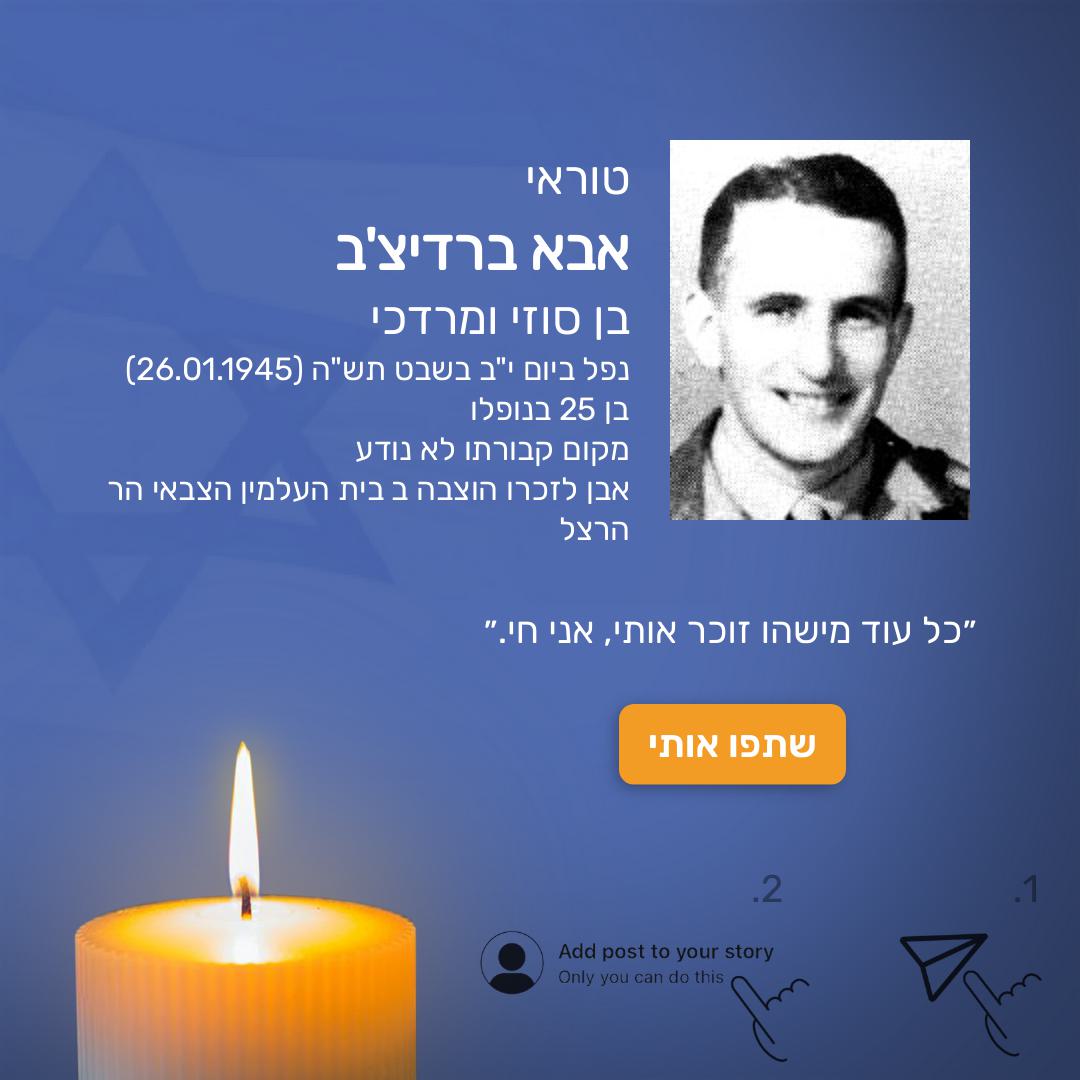 טוראי
אבא ברדיצ'ב
בן סוזי ומרדכי
נפל ביום י"ב בשבט תש"ה (26.01.1945)
בן 25 בנופלו
מקום קבורתו לא נודע
אבן לזכרו הוצבה ב בית העלמין הצבאי הר
הרצל
״כל עוד מישהו זוכר אותי, אני חי.״
שתפו אותי
1.
2.
Add post to your story
Only you can do this